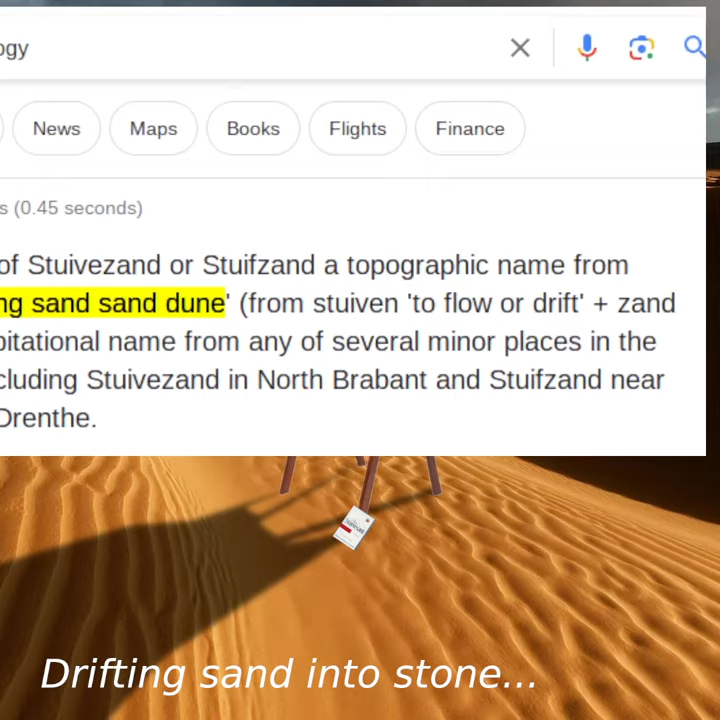 ogy
News Maps Books Flights Finance
s (0.45 seconds)
of Stuivezand or Stuifzand a topographic name from
ng sand sand dune' (from stuiven 'to flow or drift' + zand
bitational name from any of several minor places in the
cluding Stuivezand in North Brabant and Stuifzand near
Drenthe.
Drifting sand into stone...